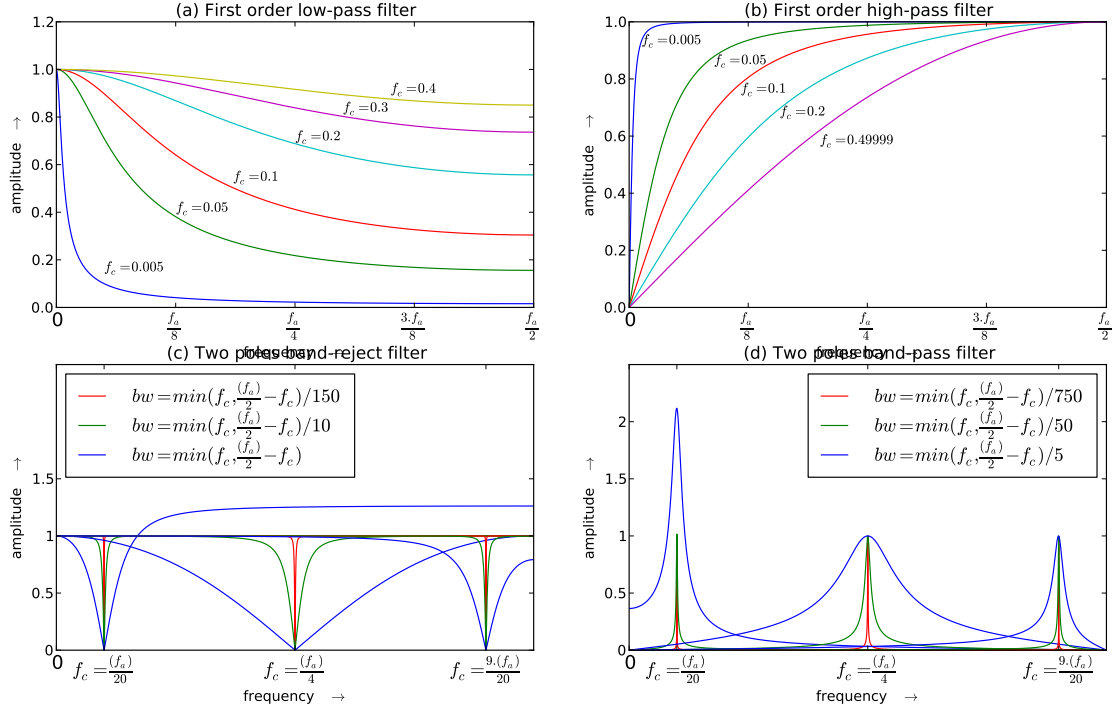 (a) First order low-pass filter
1.2
1.0
0.8
0.6
0.4
0.2
0.0
amplitude →
f_c=0.4
f_c=0.3
f_c=0.2
f_c=0.1
f_c=0.05
f_c=0.005
0
f_a/8
f_a/4
3.f_a/8
f_a/2
frequency →
(b) First order high-pass filter
1.0
0.8
0.6
0.4
0.2
0.0
amplitude →
f_c=0.005
f_c=0.05
f_c=0.1
f_c=0.2
f_c=0.49999
f_a/8
f_a/4
3.f_a/8
f_a/2
frequency →
(c) Two poles band-reject filter
bw=min(f_c,(f_a)/2−f_c)/150
bw=min(f_c,(f_a)/2−f_c)/10
bw=min(f_c,(f_a)/2−f_c)
1.5
1
0.5
0
amplitude →
0
f_c=(f_a)/20
f_c=(f_a)/4
f_c=9.(f_a)/20
frequency →
(d) Two poles band-pass filter
bw=min(f_c,(f_a)/2−f_c)/750
bw=min(f_c,(f_a)/2−f_c)/50
bw=min(f_c,(f_a)/2−f_c)/5
2
1.5
1
0.5
0
amplitude →
0
f_c=(f_a)/20
f_c=(f_a)/4
f_c=9.(f_a)/20
frequency →